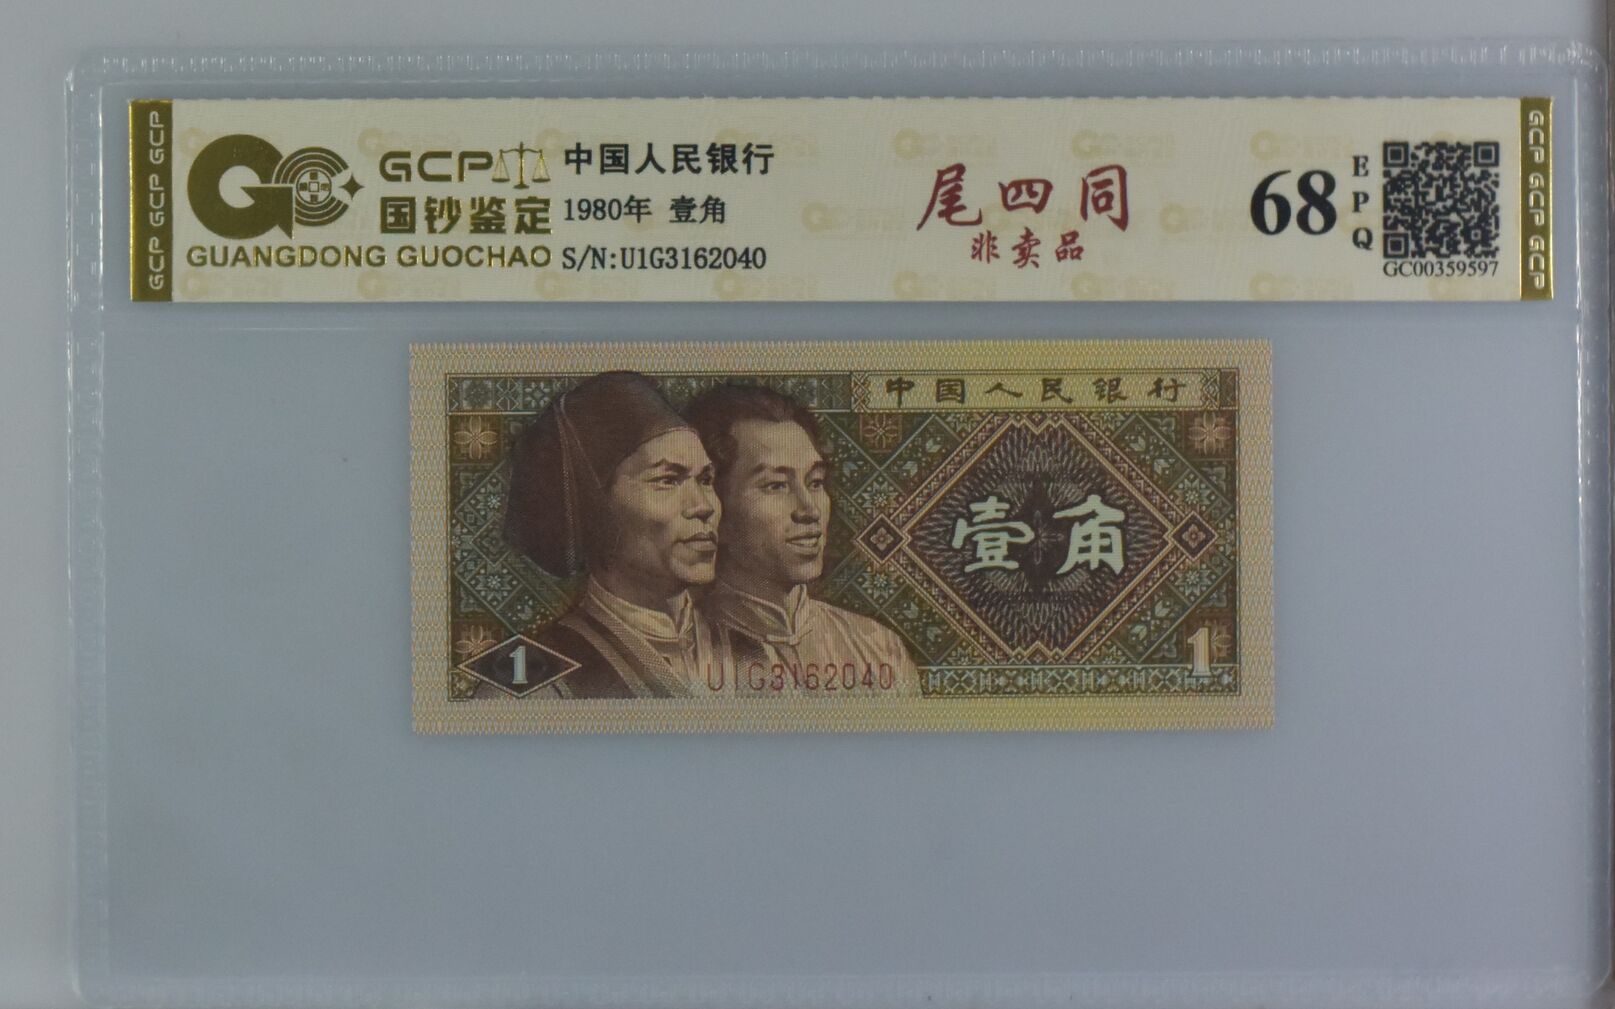 GCP GCP GCP
GCP
国钞鉴定
GUANGDONG GUOCHAO
中国人民银行
1980年 壹角
S/N:U1G3162040
尾四同
非卖品
68
EPQ
GC00359597
GCP GCP GCP
中国人民银行
壹角
1
U1G3162040
1